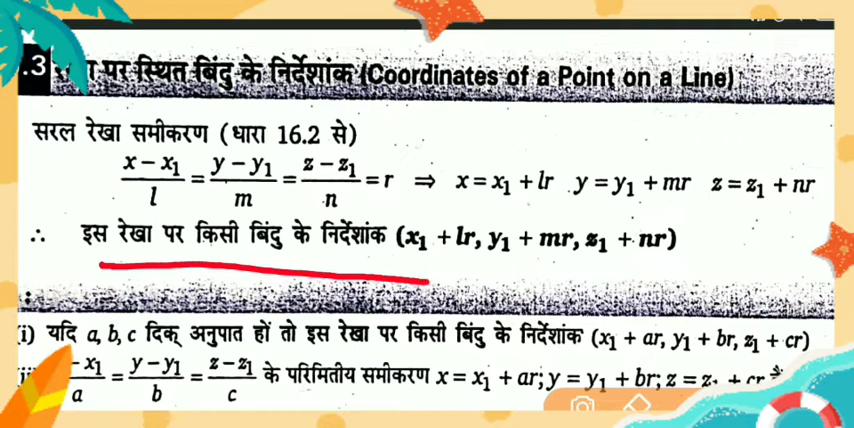 .3 पर स्थित बिंदु के निर्देशांक (Coordinates of a Point on a Line)
सरल रेखा समीकरण (धारा 16.2 से)
x − x₁/l = y − y₁/m = z − z₁/n = r ⇒ x = x₁ + lr y = y₁ + mr z = z₁ + nr
∴ इस रेखा पर किसी बिंदु के निर्देशांक (x₁ + lr, y₁ + mr, z₁ + nr)
(i) यदि a, b, c दिक् अनुपात हों तो इस रेखा पर किसी बिंदु के निर्देशांक (x₁ + ar, y₁ + br, z₁ + cr)
− x₁/a = y − y₁/b = z − z₁/c के परिमितीय समीकरण x = x₁ + ar; y = y₁ + br; z = z₁ + cr